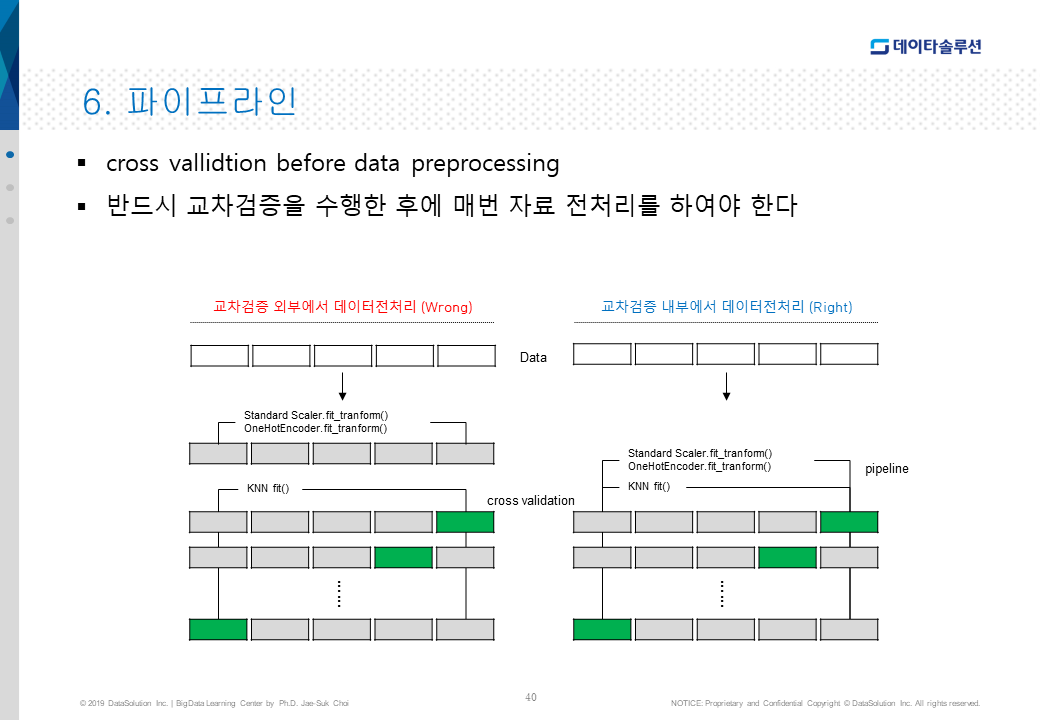 데이타솔루션
6. 파이프라인
▪ cross vallidtion before data preprocessing
▪ 반드시 교차검증을 수행한 후에 매번 자료 전처리를 하여야 한다
교차검증 외부에서 데이터전처리 (Wrong)
Data
Standard Scaler.fit_tranform()
OneHotEncoder.fit_tranform()
KNN fit()
cross validation
교차검증 내부에서 데이터전처리 (Right)
Standard Scaler.fit_tranform()
OneHotEncoder.fit_tranform()
KNN fit()
pipeline
© 2019 DataSolution Inc. | BigData Learning Center by Ph.D. Jae-Suk Choi
40
NOTICE: Proprietary and Confidential Copyright © DataSolution Inc. All rights reserved.